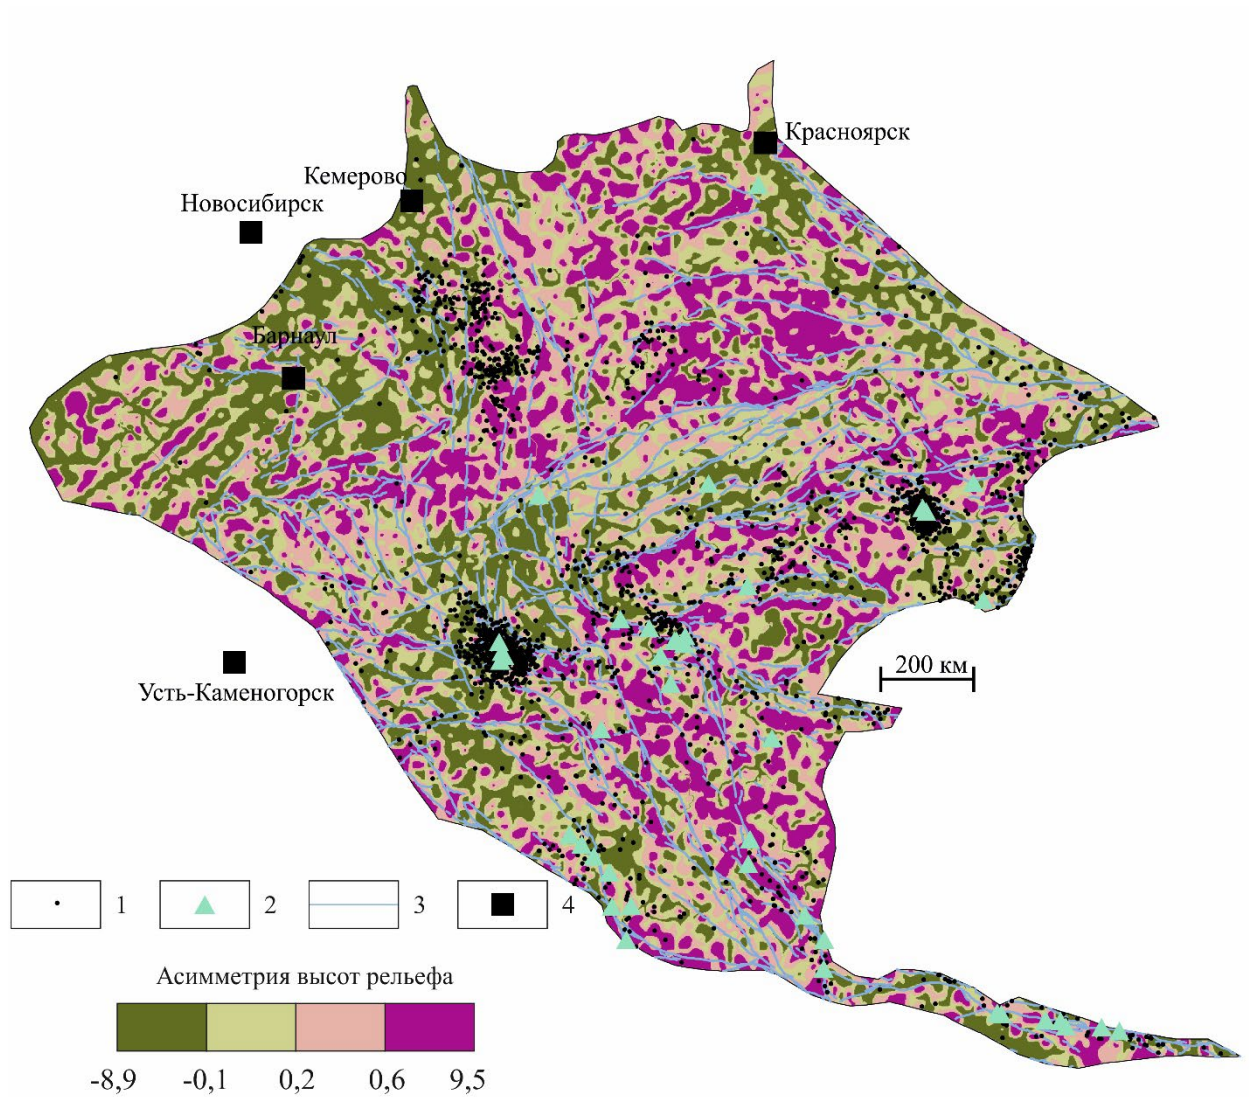 Красноярск
Кемерово
Новосибирск
Барнаул
200 км
Усть-Каменогорск
1
2
3
4
Асимметрия высот рельефа
-8,9
-0,1
0,2
0,6
9,5